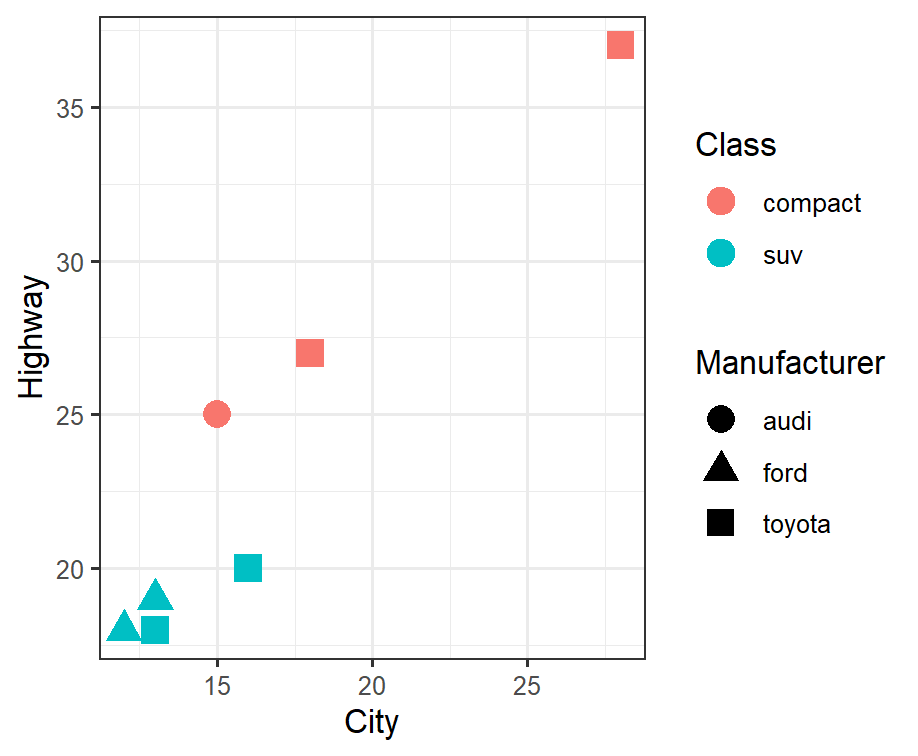 Highway
35
30
25
20
15
20
25
City
Class
compact
suv
Manufacturer
audi
ford
toyota